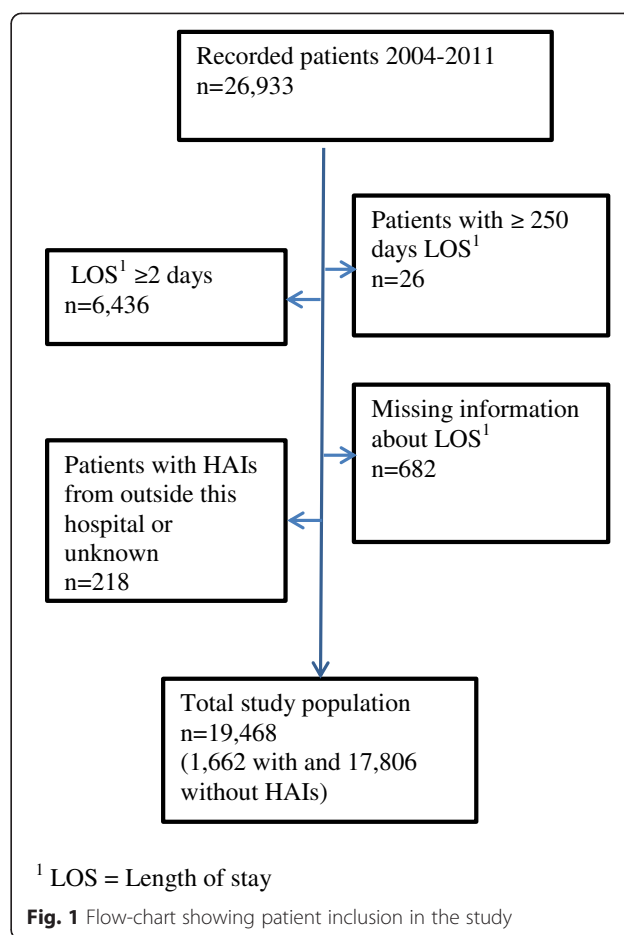 Recorded patients 2004-2011
n=26,933
Patients with ≥ 250
days LOS¹
n=26
LOS¹ ≥2 days
n=6,436
Missing information
about LOS¹
n=682
Patients with HAIs
from outside this
hospital or
unknown
n=218
Total study population
n=19,468
(1,662 with and 17,806
without HAIs)
¹ LOS = Length of stay
Fig. 1 Flow-chart showing patient inclusion in the study